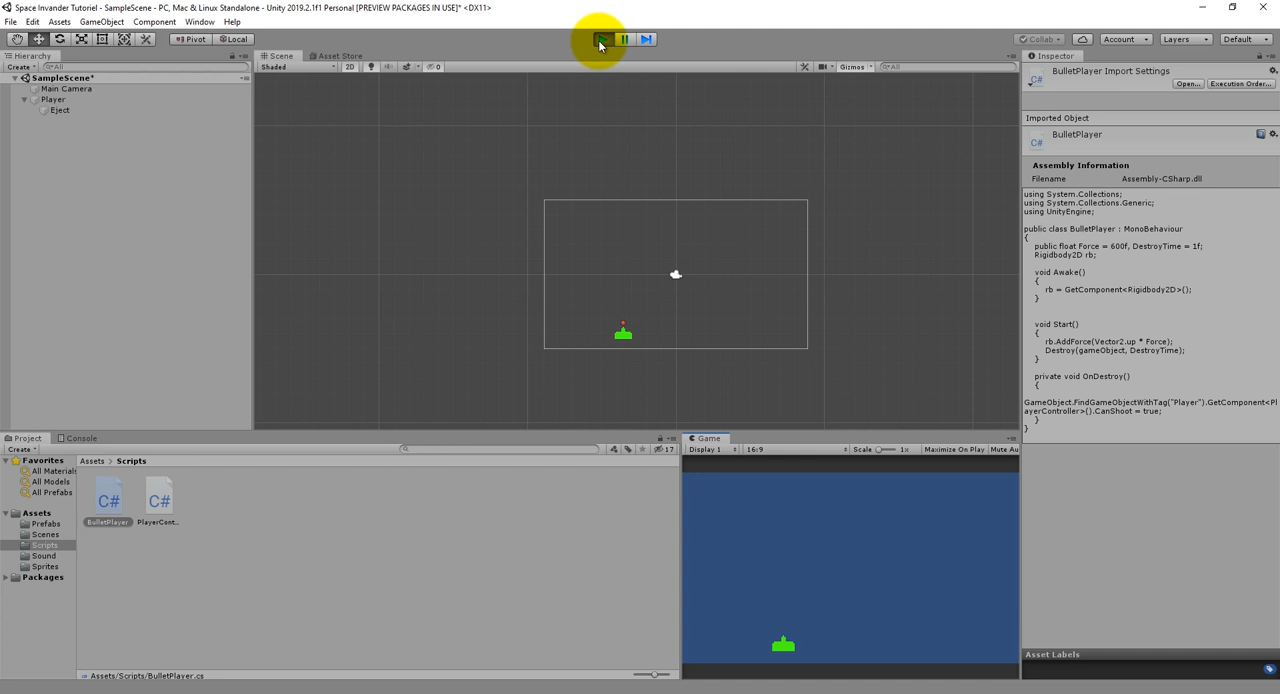 Space Invander Tutoriel - SampleScene - PC, Mac & Linux Standalone - Unity 2019.2.1f1 Personal [PREVIEW PACKAGES IN USE]* <DX11>
File Edit Assets GameObject Component Window Help
Pivot Local Collab Account Layers Default
Hierarchy Scene Asset Store Inspector
Create All Shaded 2D 0 Gizmos All
BulletPlayer Import Settings
Open... Execution Order...
SampleScene*
Main Camera
Player
Eject
Imported Object
BulletPlayer
C#
Assembly Information
Filename Assembly-CSharp.dll
using System.Collections;
using System.Collections.Generic;
using UnityEngine;
public class BulletPlayer : MonoBehaviour
{
public float Force = 600f, DestroyTime = 1f;
Rigidbody2D rb;
void Awake()
{
rb = GetComponent<Rigidbody2D>();
}
void Start()
{
rb.AddForce(Vector2.up * Force);
Destroy(gameObject, DestroyTime);
}
private void OnDestroy()
{
GameObject.FindGameObjectWithTag("Player").GetComponent<Pl
ayerController>().CanShoot = true;
}
}
Project Console
Create 17
Favorites
All Materials
All Models
All Prefabs
Assets
Prefabs
Scenes
Scripts
Sound
Sprites
Packages
Assets > Scripts
C# C#
BulletPlayer PlayerCont...
Assets/Scripts/BulletPlayer.cs
Game
Display 1 16:9 Scale 1x Maximize On Play Mute Au
Asset Labels